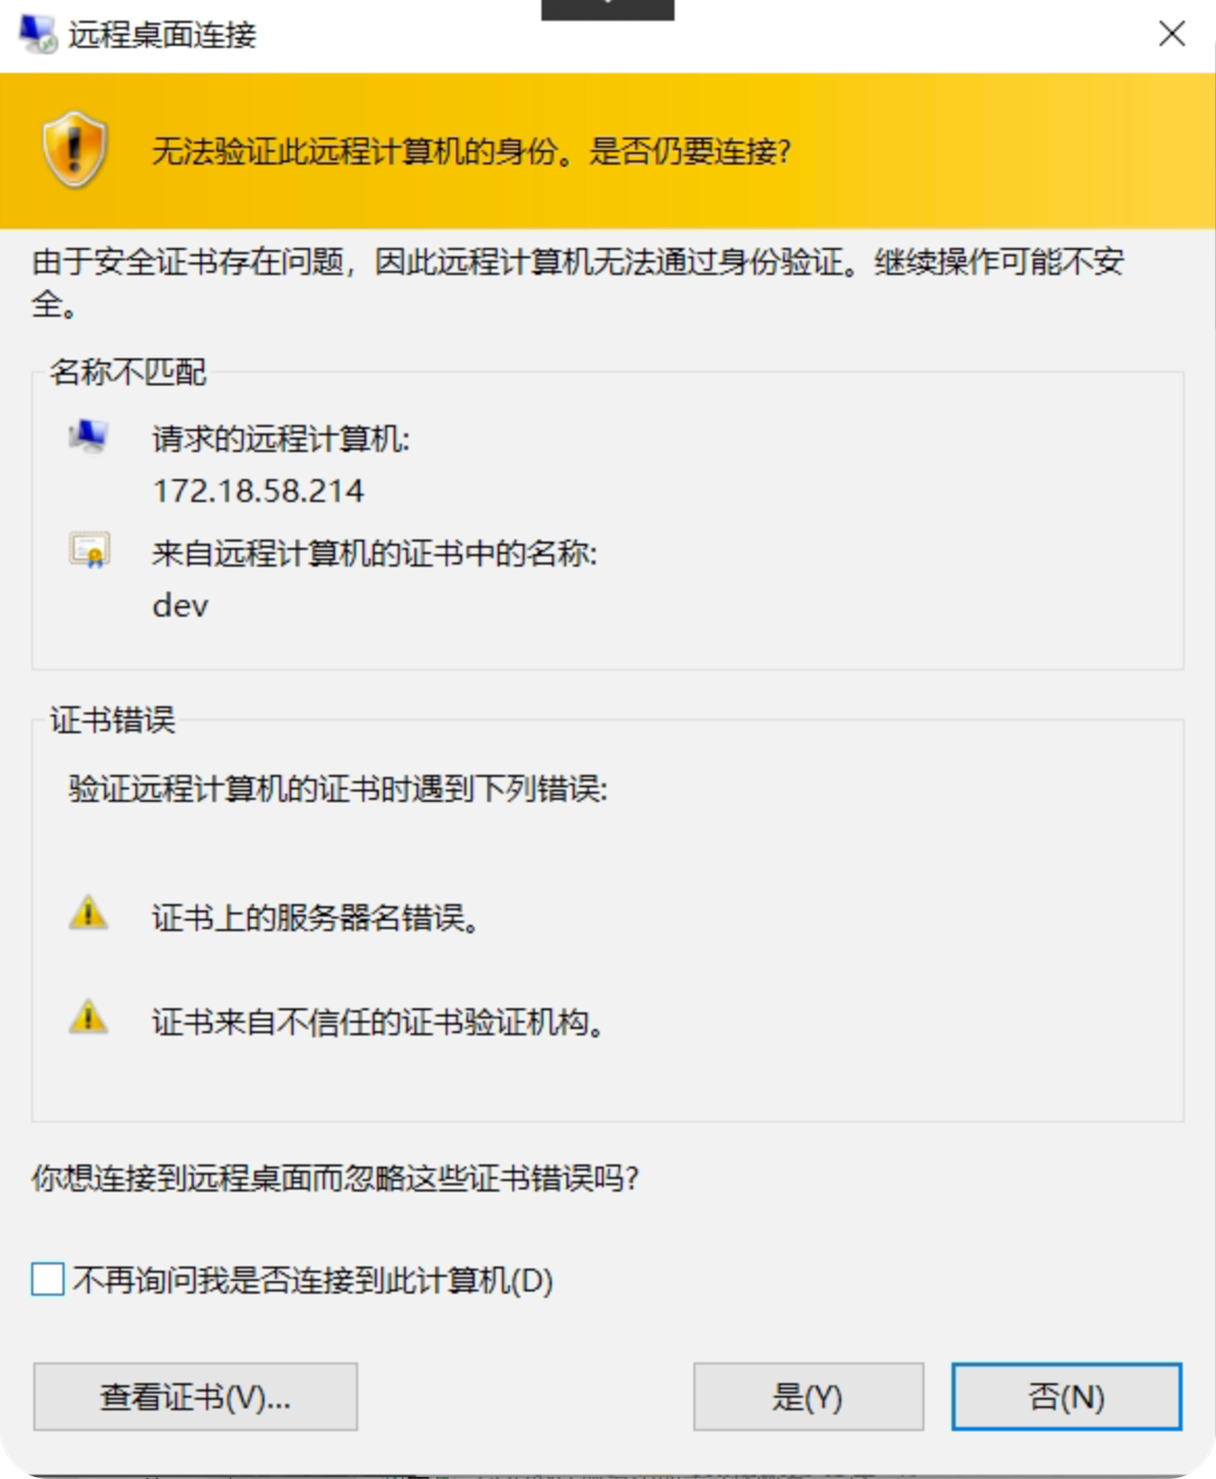 远程桌面连接
无法验证此远程计算机的身份。是否仍要连接?
由于安全证书存在问题，因此远程计算机无法通过身份验证。继续操作可能不安
全。
名称不匹配
请求的远程计算机:
172.18.58.214
来自远程计算机的证书中的名称:
dev
证书错误
验证远程计算机的证书时遇到下列错误:
证书上的服务器名错误。
证书来自不信任的证书验证机构。
你想连接到远程桌面而忽略这些证书错误吗?
不再询问我是否连接到此计算机(D)
查看证书(V)...
是(Y)
否(N)